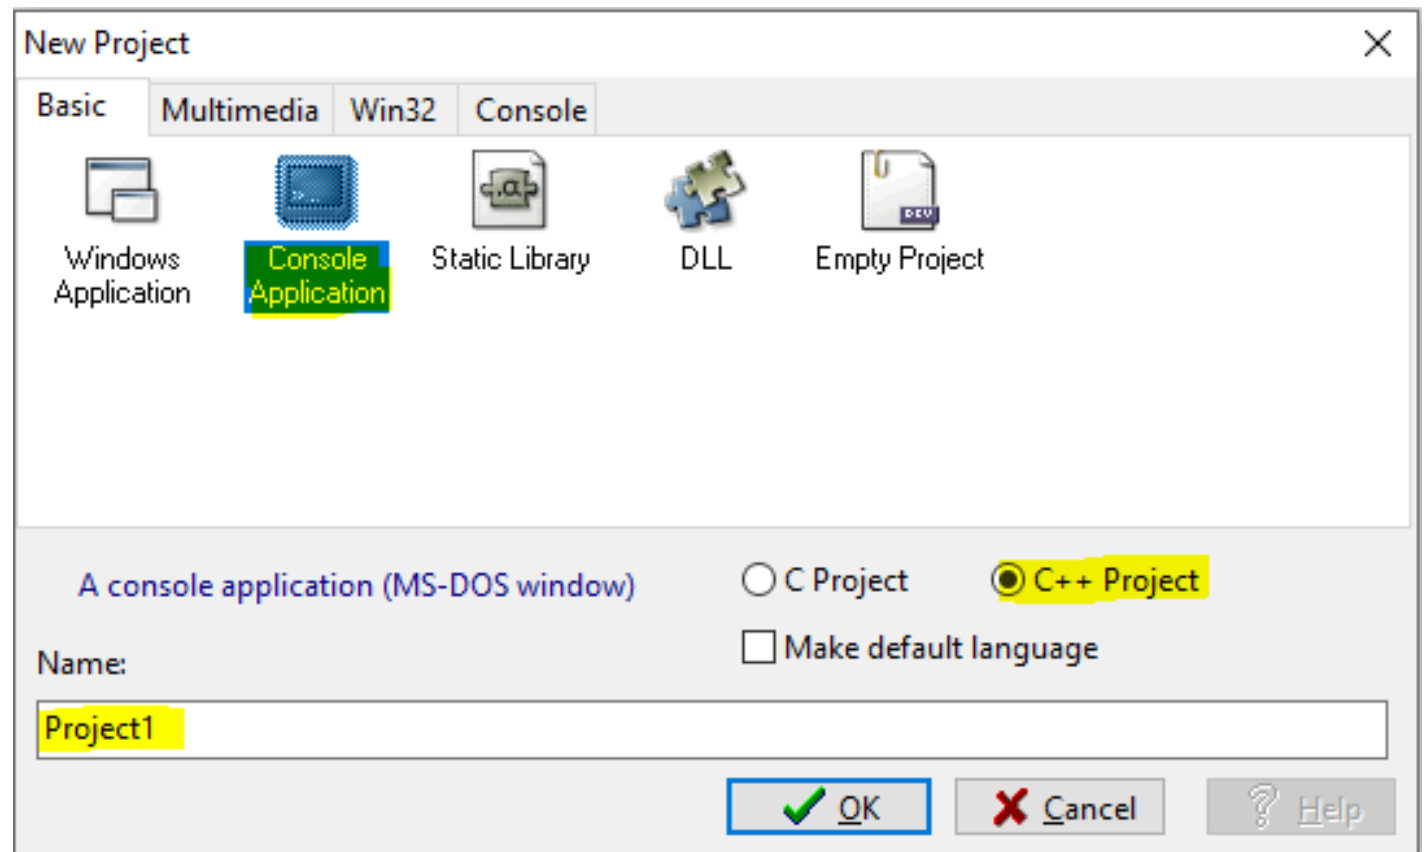 New Project
Basic Multimedia Win32 Console
>..
.a
DEV
Windows Application
Console Application
Static Library
DLL
Empty Project
A console application (MS-DOS window)
C Project
C++ Project
Make default language
Name:
Project1
OK
Cancel
? Help